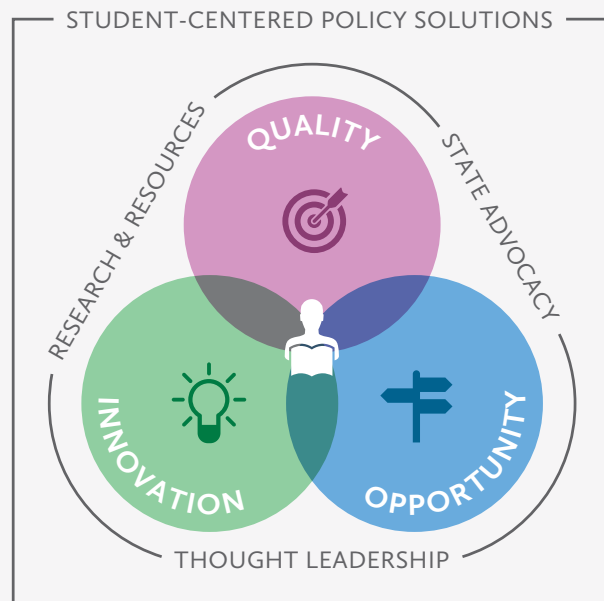 STUDENT-CENTERED POLICY SOLUTIONS
QUALITY
RESEARCH & RESOURCES
STATE ADVOCACY
INNOVATION
OPPORTUNITY
THOUGHT LEADERSHIP